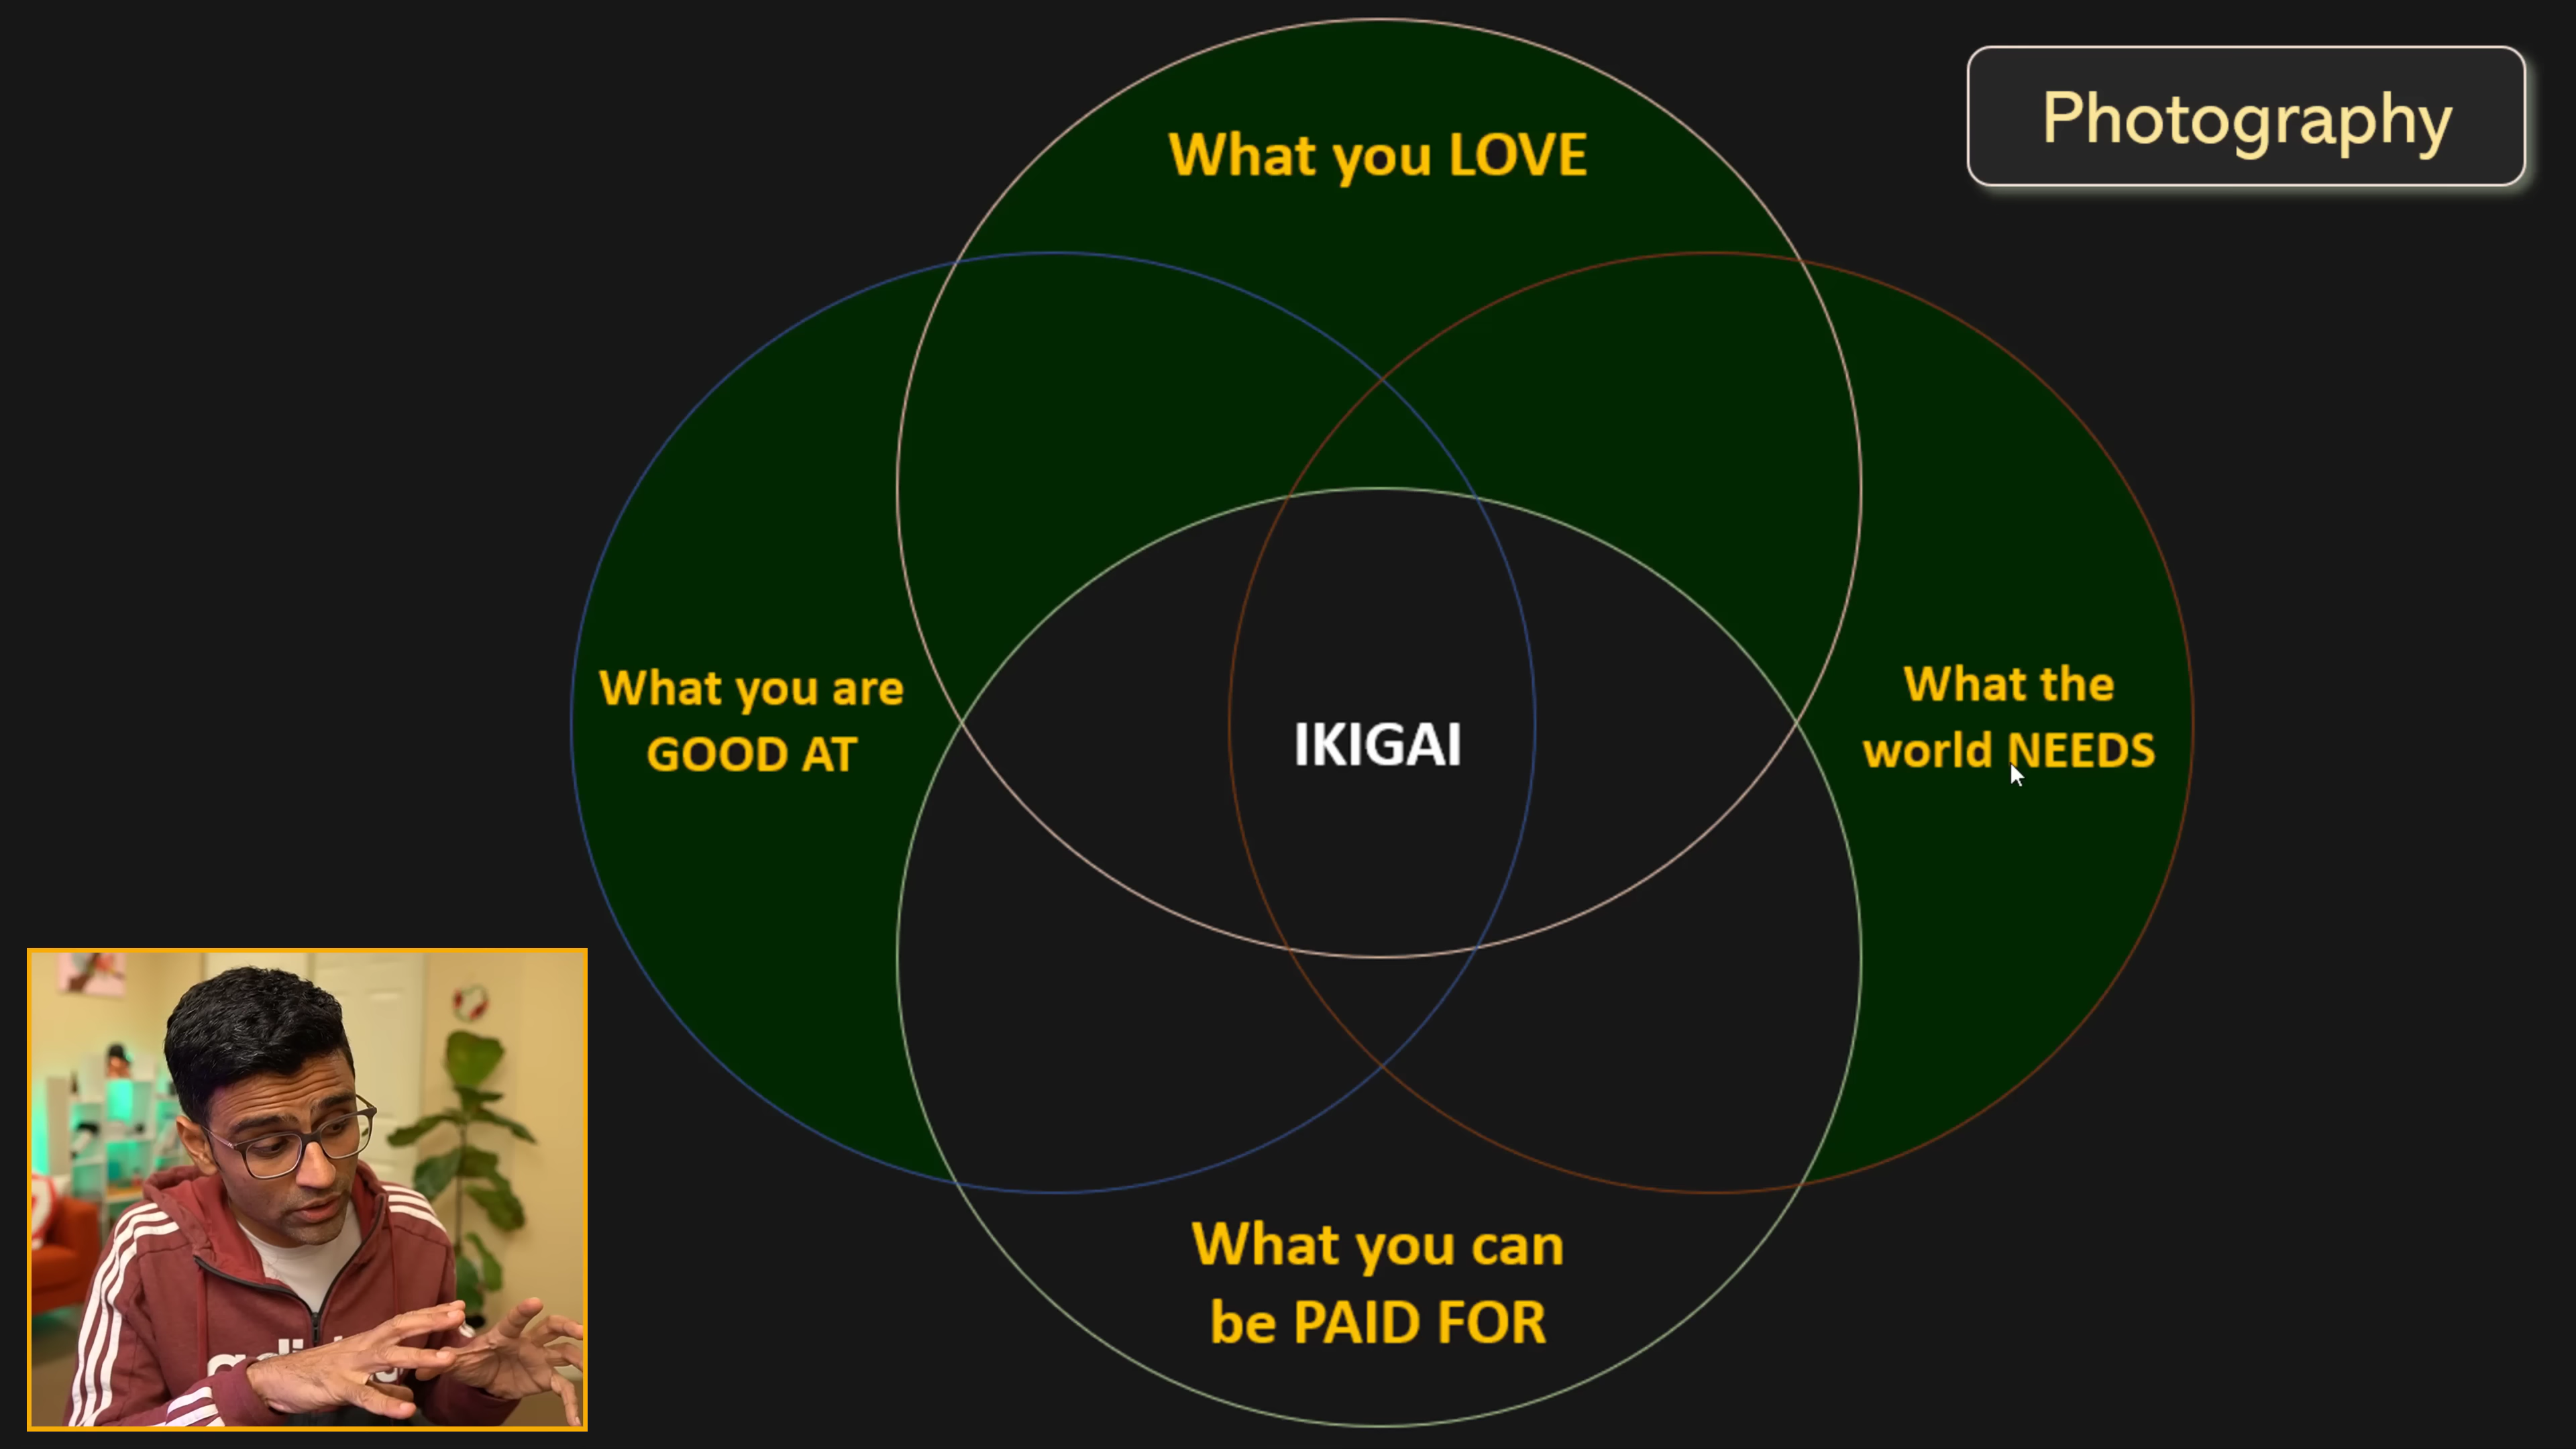 Photography
What you LOVE
What you are
GOOD AT
IKIGAI
What the
world NEEDS
What you can
be PAID FOR